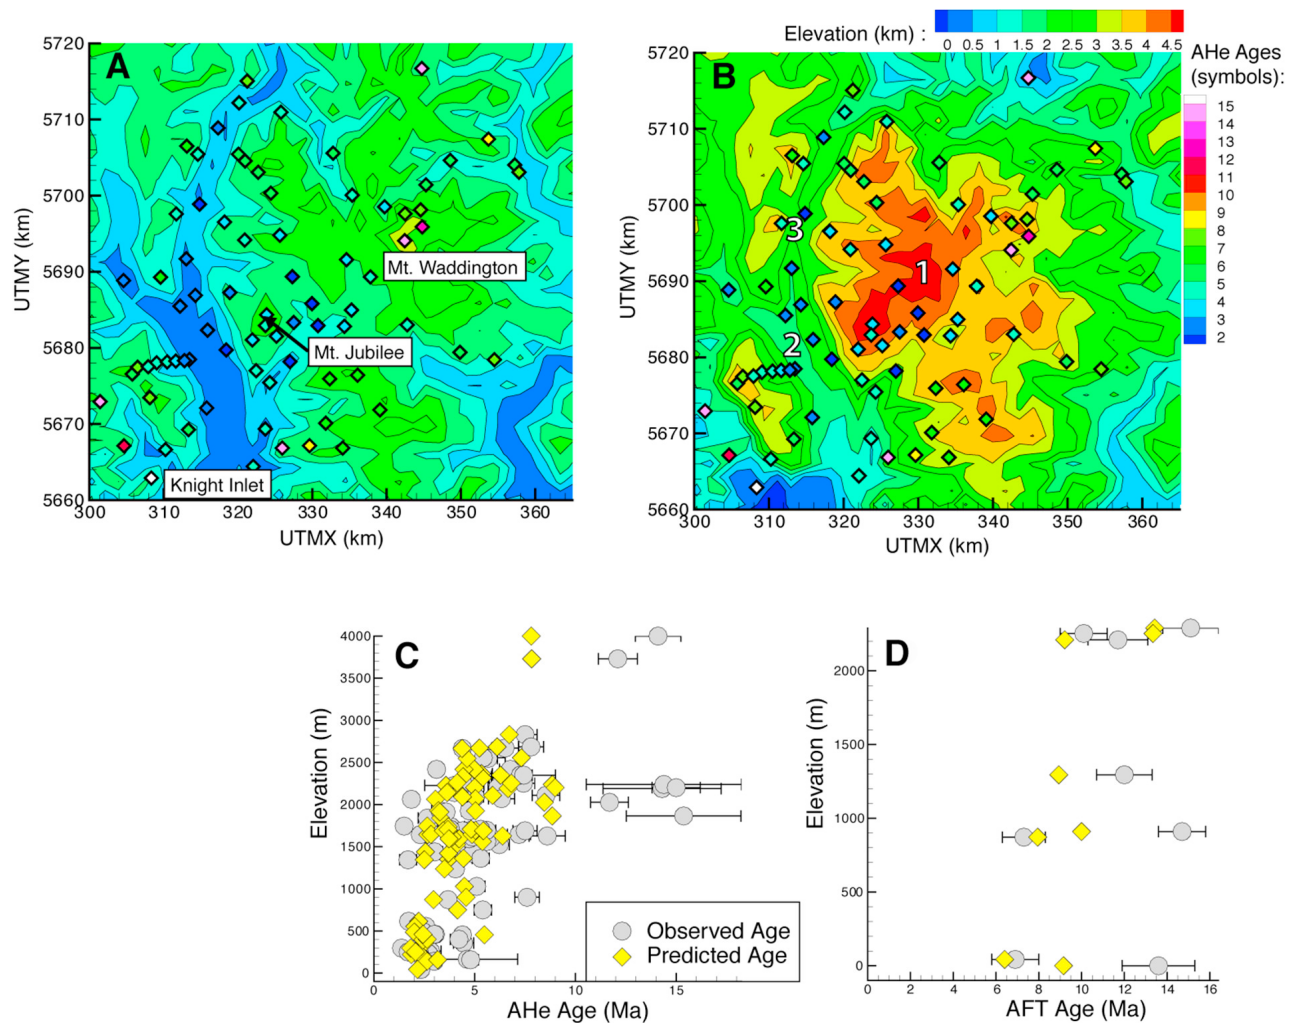 Elevation (km) :
0 0.5 1 1.5 2 2.5 3 3.5 4 4.5
AHe Ages
(symbols):
15
14
13
12
11
10
9
8
7
6
5
4
3
2
A
5720
5710
5700
5690
5680
5670
5660
UTMY (km)
Mt. Waddington
Mt. Jubilee
Knight Inlet
300 310 320 330 340 350 360
UTMX (km)
B
5720
5710
5700
5690
5680
5670
5660
UTMY (km)
3
1
2
300 310 320 330 340 350 360
UTMX (km)
C
4000
3500
3000
2500
2000
1500
1000
500
0
Elevation (m)
Observed Age
Predicted Age
0 5 10 15
AHe Age (Ma)
D
2000
1500
1000
500
0
Elevation (m)
0 2 4 6 8 10 12 14 16
AFT Age (Ma)